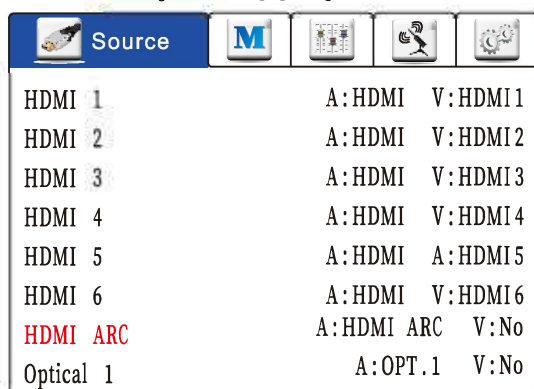 Source M
HDMI 1 A:HDMI V:HDMI1
HDMI 2 A:HDMI V:HDMI2
HDMI 3 A:HDMI V:HDMI3
HDMI 4 A:HDMI V:HDMI4
HDMI 5 A:HDMI A:HDMI5
HDMI 6 A:HDMI V:HDMI6
HDMI ARC A:HDMI ARC V:No
Optical 1 A:OPT.1 V:No